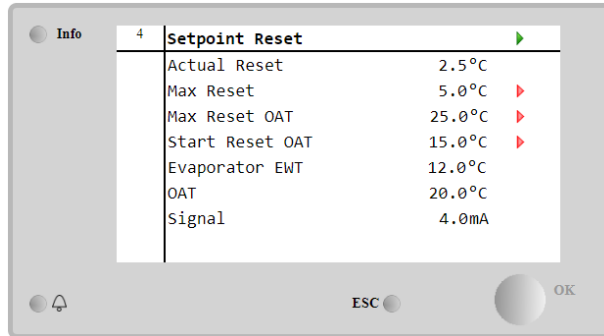 Info
4 Setpoint Reset
Actual Reset 2.5°C
Max Reset 5.0°C
Max Reset OAT 25.0°C
Start Reset OAT 15.0°C
Evaporator EWT 12.0°C
OAT 20.0°C
Signal 4.0mA
ESC OK